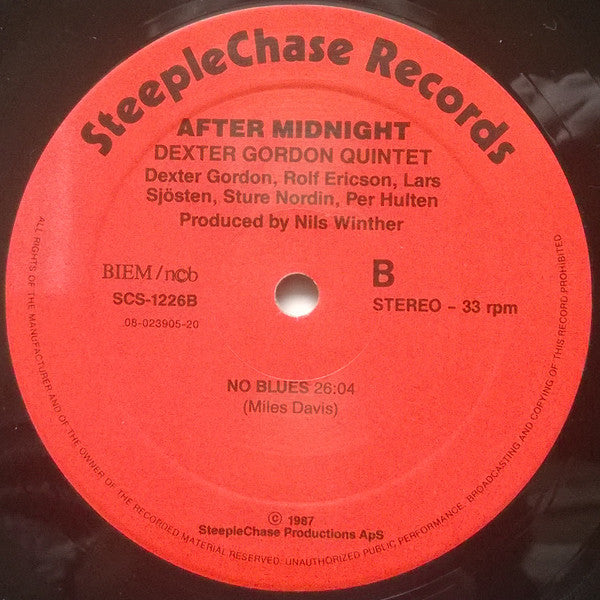 SteepleChase Records
AFTER MIDNIGHT
DEXTER GORDON QUINTET
Dexter Gordon, Rolf Ericson, Lars
Sjösten, Sture Nordin, Per Hulten
Produced by Nils Winther
BIEM/ncb
SCS-1226B
08-023905-20
B
STEREO – 33 rpm
NO BLUES 26:04
(Miles Davis)
© 1987
SteepleChase Productions ApS
ALL RIGHTS OF THE MANUFACTURER AND OF THE OWNER OF THE RECORDED MATERIAL RESERVED. UNAUTHORIZED PUBLIC PERFORMANCE, BROADCASTING AND COPYING OF THIS RECORD PROHIBITED.